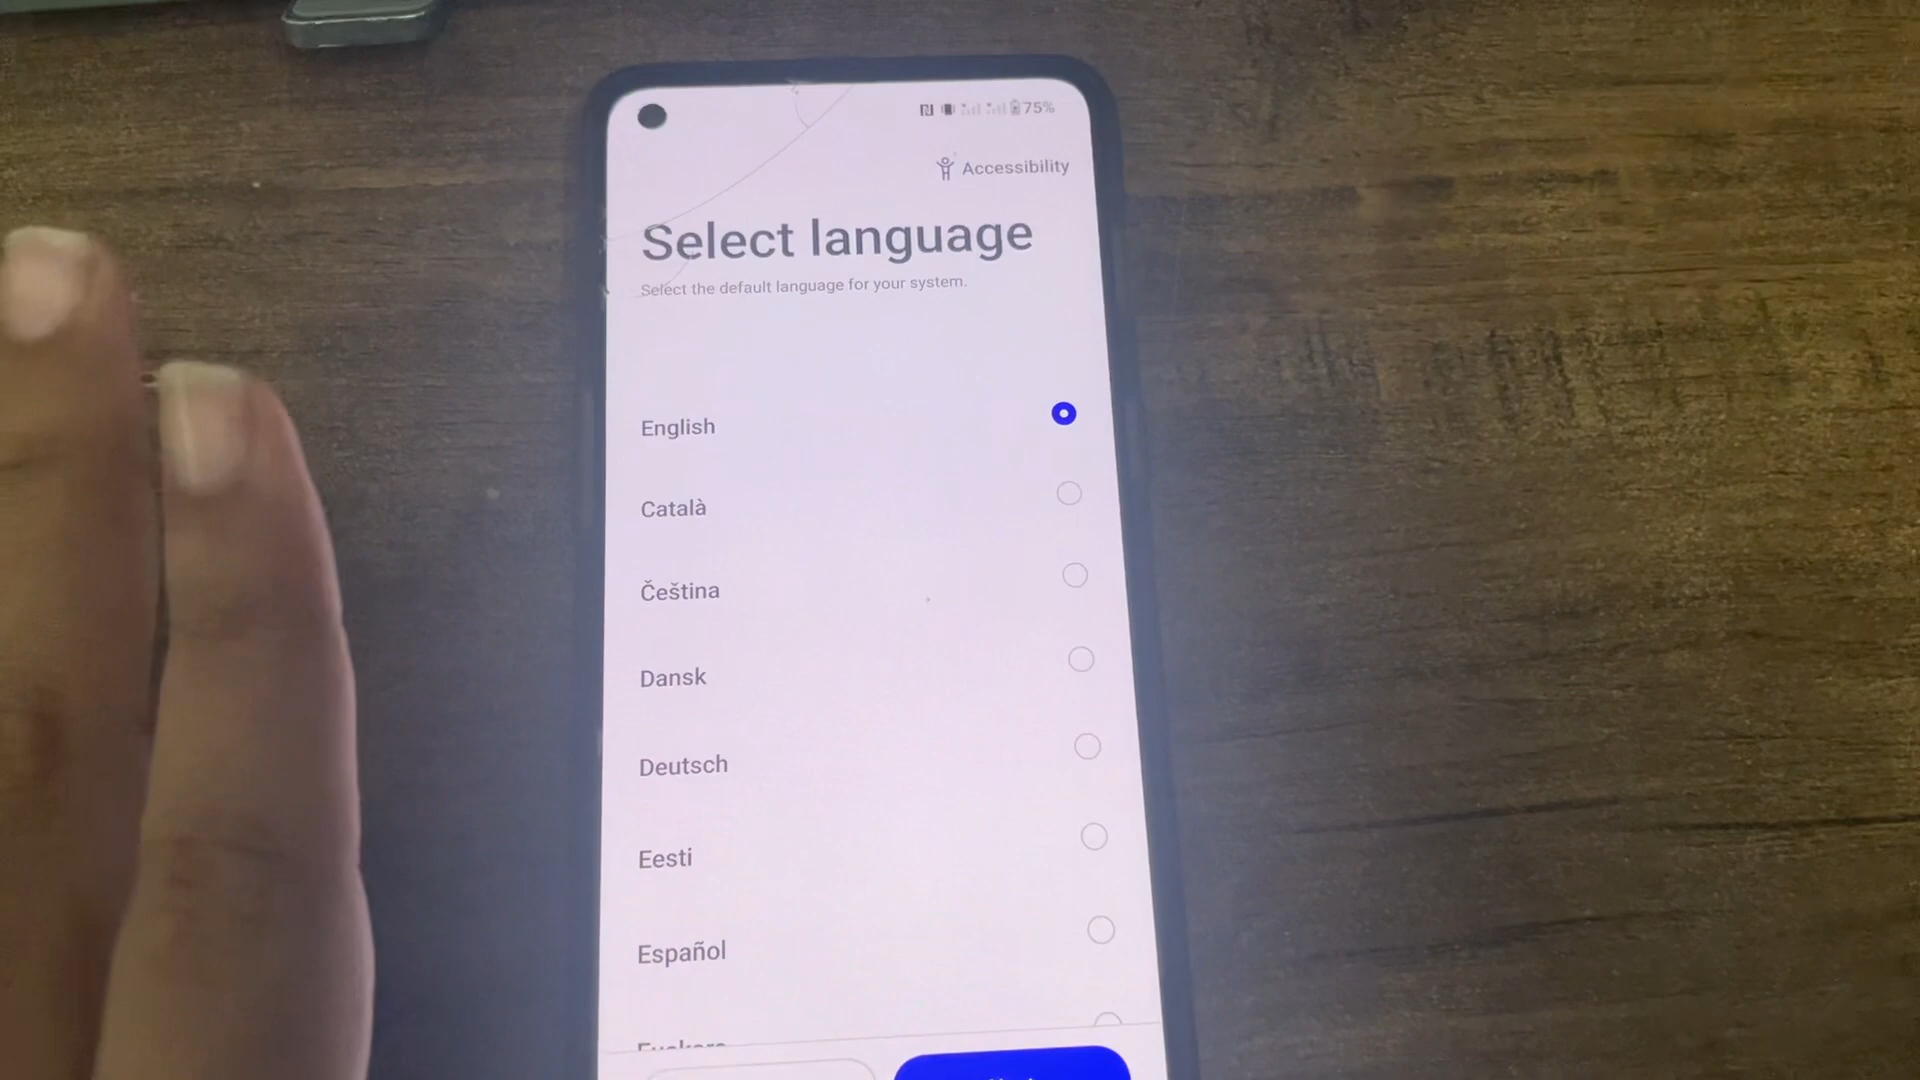 75%
Accessibility
Select language
Select the default language for your system.
English
Català
Čeština
Dansk
Deutsch
Eesti
Español